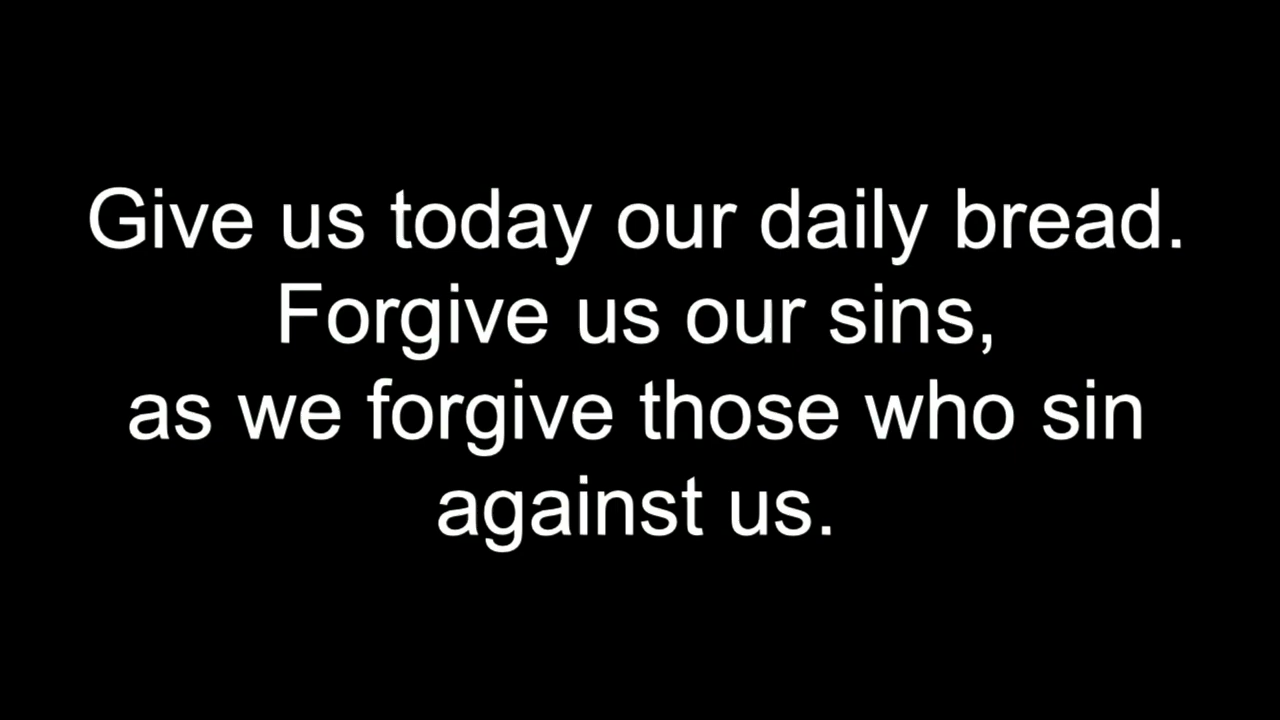 Give us today our daily bread.
Forgive us our sins,
as we forgive those who sin
against us.